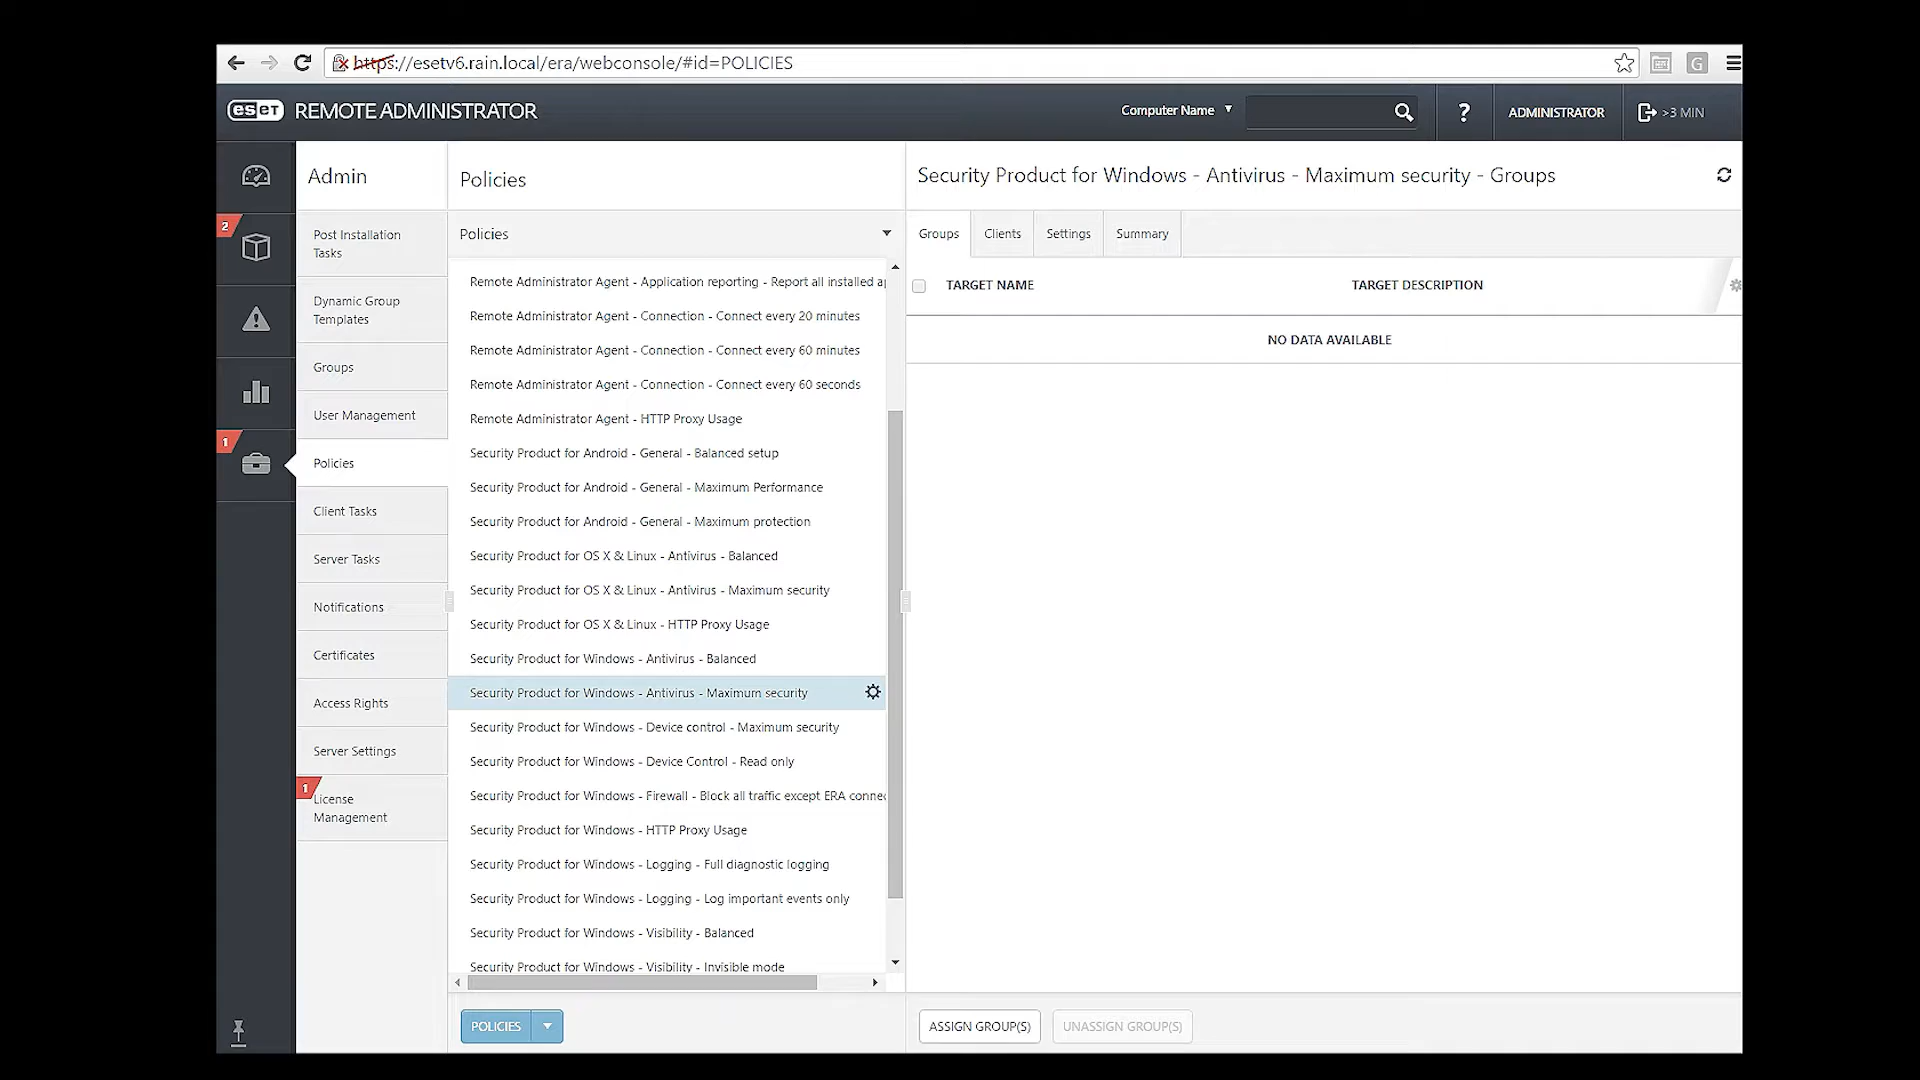 https://esetv6.rain.local/era/webconsole/#id=POLICIES
eseT REMOTE ADMINISTRATOR
Computer Name
?
ADMINISTRATOR
>3 MIN
2
1
Admin
Post Installation
Tasks
Dynamic Group
Templates
Groups
User Management
Policies
Client Tasks
Server Tasks
Notifications
Certificates
Access Rights
Server Settings
1
License
Management
Policies
Policies
Remote Administrator Agent - Application reporting - Report all installed a
Remote Administrator Agent - Connection - Connect every 20 minutes
Remote Administrator Agent - Connection - Connect every 60 minutes
Remote Administrator Agent - Connection - Connect every 60 seconds
Remote Administrator Agent - HTTP Proxy Usage
Security Product for Android - General - Balanced setup
Security Product for Android - General - Maximum Performance
Security Product for Android - General - Maximum protection
Security Product for OS X & Linux - Antivirus - Balanced
Security Product for OS X & Linux - Antivirus - Maximum security
Security Product for OS X & Linux - HTTP Proxy Usage
Security Product for Windows - Antivirus - Balanced
Security Product for Windows - Antivirus - Maximum security
Security Product for Windows - Device control - Maximum security
Security Product for Windows - Device Control - Read only
Security Product for Windows - Firewall - Block all traffic except ERA connec
Security Product for Windows - HTTP Proxy Usage
Security Product for Windows - Logging - Full diagnostic logging
Security Product for Windows - Logging - Log important events only
Security Product for Windows - Visibility - Balanced
Security Product for Windows - Visibility - Invisible mode
POLICIES
Security Product for Windows - Antivirus - Maximum security - Groups
Groups
Clients
Settings
Summary
TARGET NAME
TARGET DESCRIPTION
NO DATA AVAILABLE
ASSIGN GROUP(S)
UNASSIGN GROUP(S)